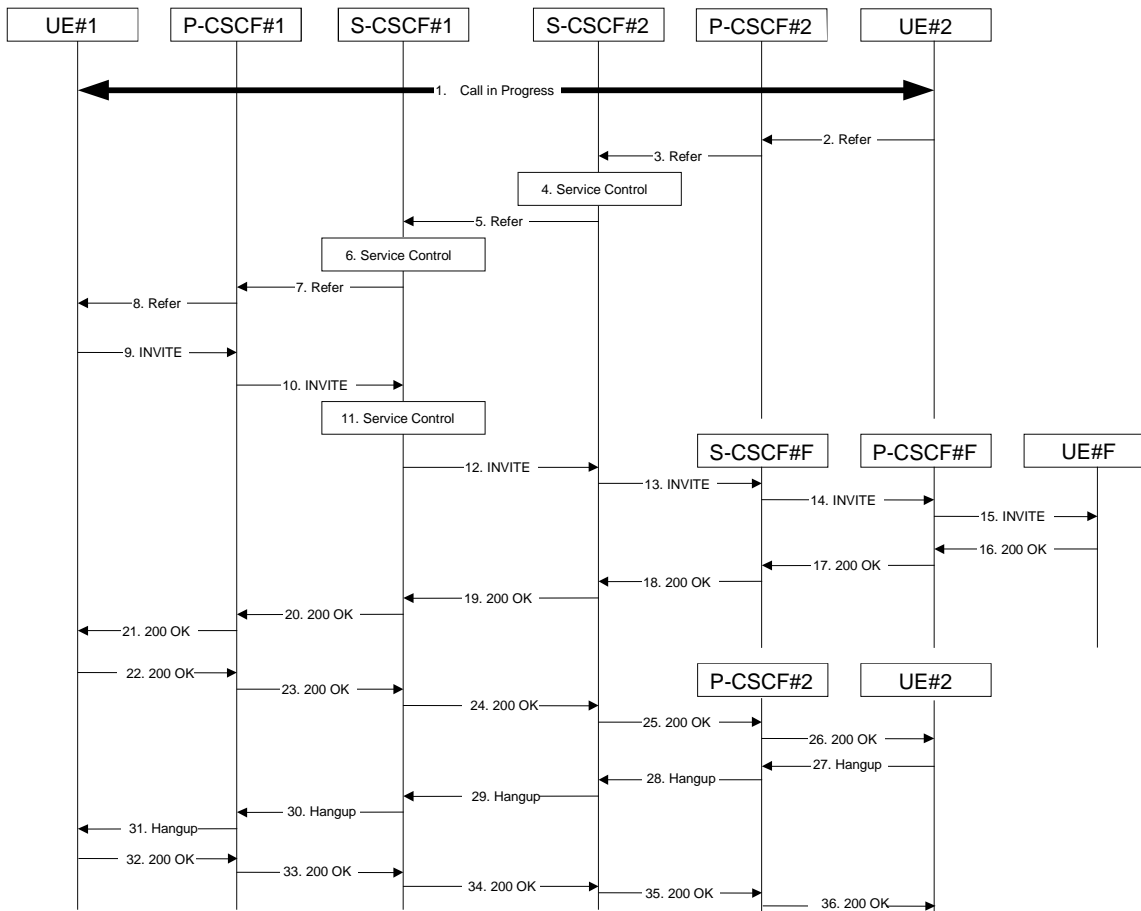 UE#1
P-CSCF#1
S-CSCF#1
S-CSCF#2
P-CSCF#2
UE#2
1. Call in Progress
2. Refer
3. Refer
4. Service Control
5. Refer
6. Service Control
7. Refer
8. Refer
9. INVITE
10. INVITE
11. Service Control
S-CSCF#F
P-CSCF#F
UE#F
12. INVITE
13. INVITE
14. INVITE
15. INVITE
16. 200 OK
17. 200 OK
18. 200 OK
19. 200 OK
20. 200 OK
21. 200 OK
22. 200 OK
P-CSCF#2
UE#2
23. 200 OK
24. 200 OK
25. 200 OK
26. 200 OK
27. Hangup
28. Hangup
29. Hangup
30. Hangup
31. Hangup
32. 200 OK
33. 200 OK
34. 200 OK
35. 200 OK
36. 200 OK